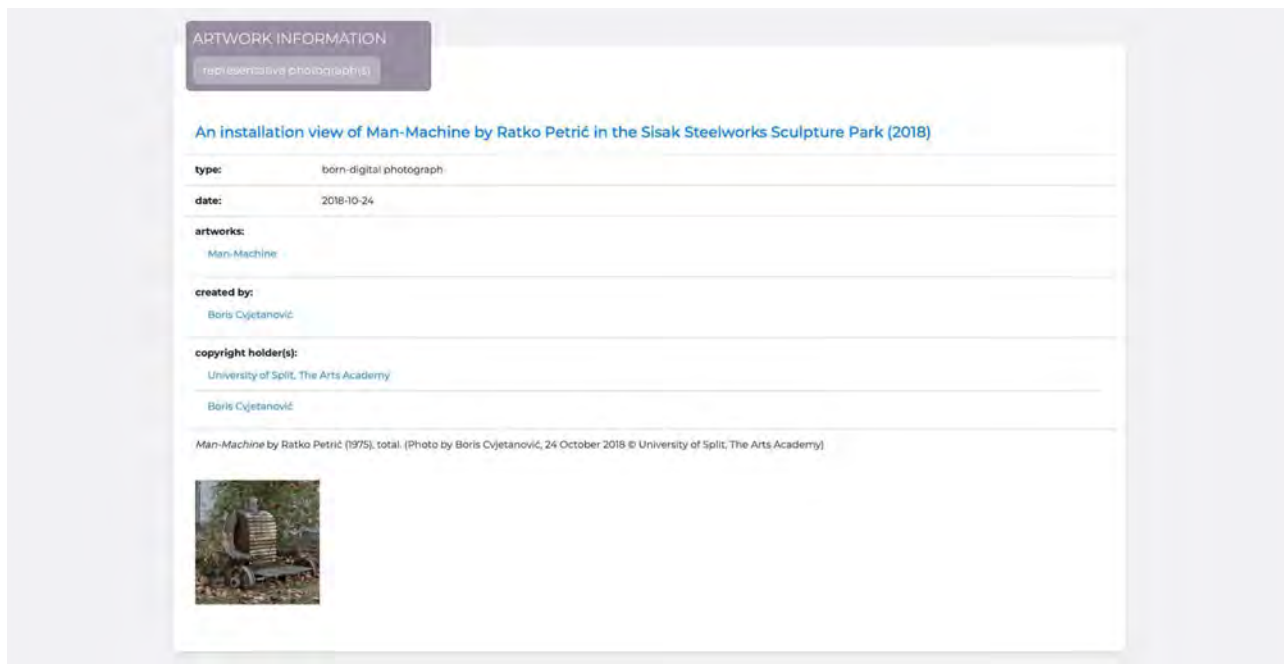 ARTWORK INFORMATION
representative photograph(s)
An installation view of Man-Machine by Ratko Petrić in the Sisak Steelworks Sculpture Park (2018)
type: born-digital photograph
date: 2018-10-24
artworks:
Man-Machine
created by:
Boris Cvjetanović
copyright holder(s):
University of Split, The Arts Academy
Boris Cvjetanović
Man-Machine by Ratko Petrić (1975), total. (Photo by Boris Cvjetanović, 24 October 2018 © University of Split, The Arts Academy)